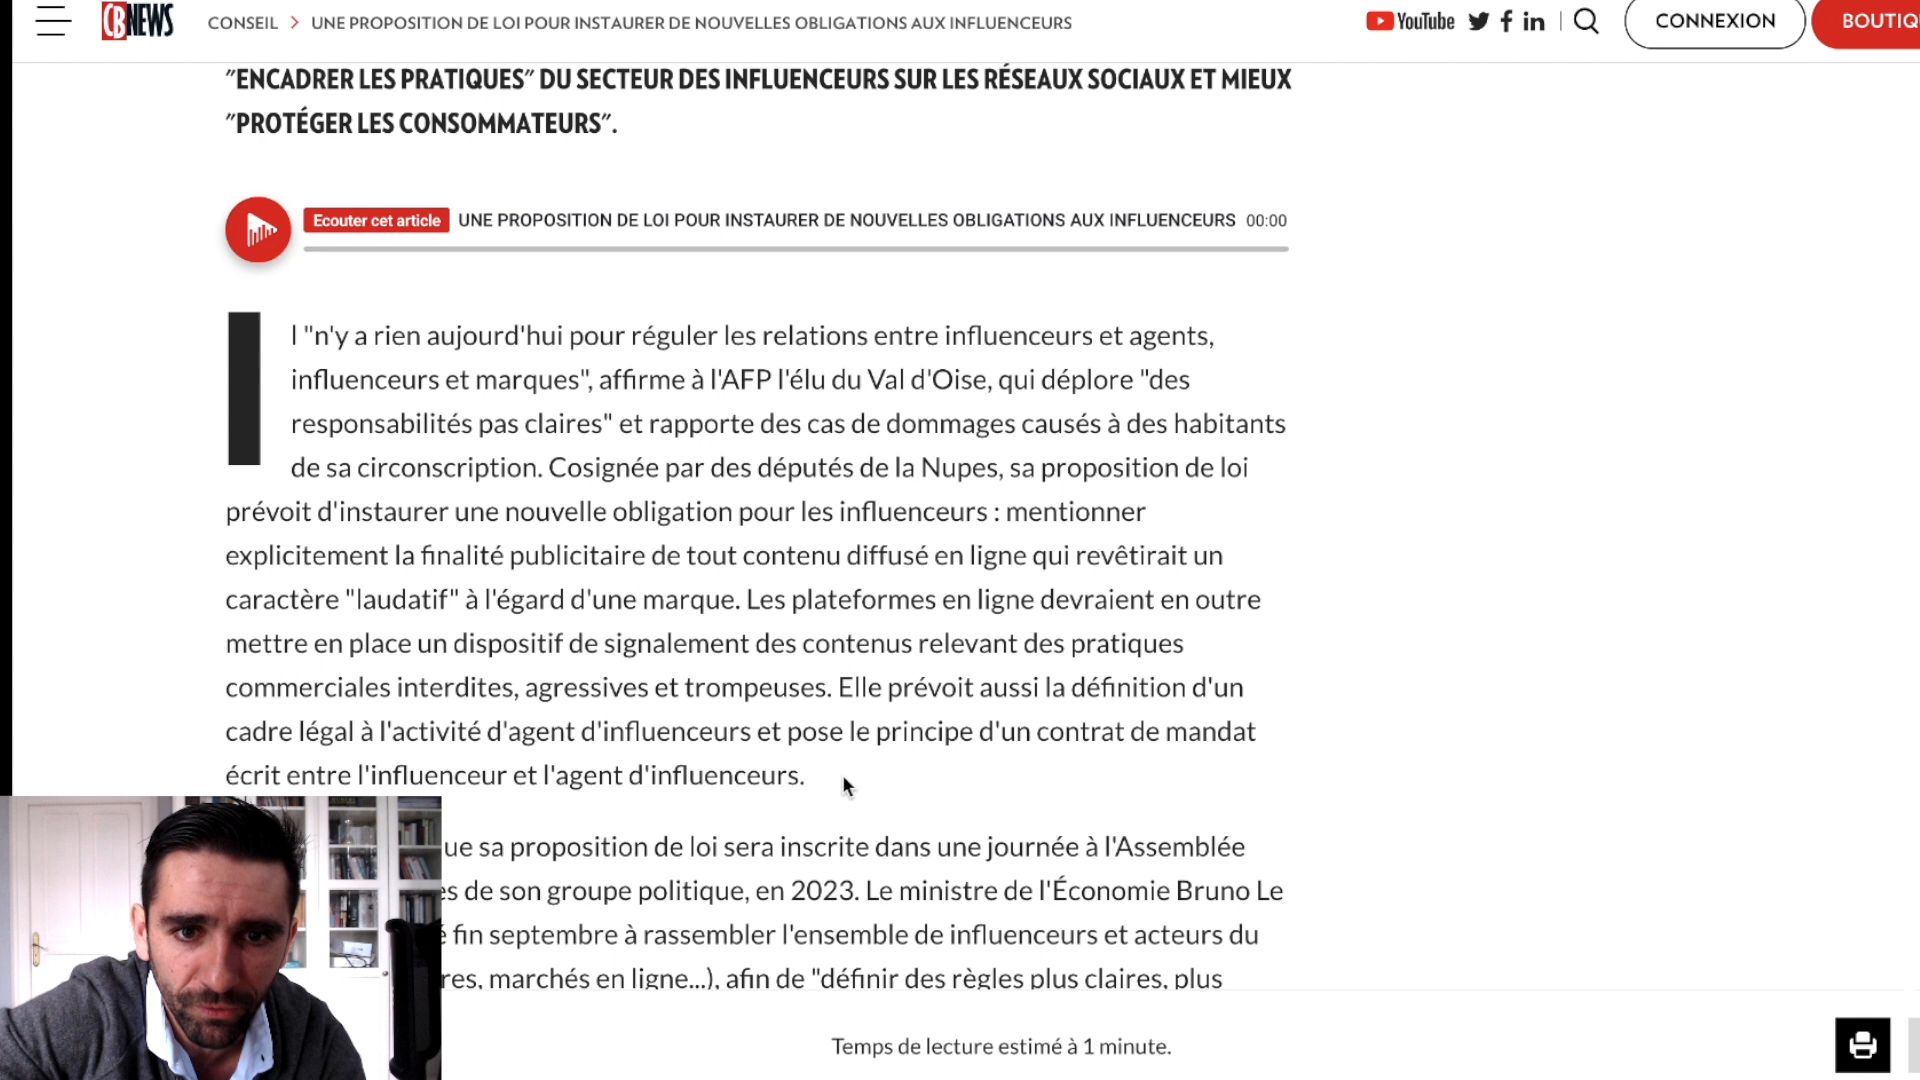 CBNEWS
CONSEIL > UNE PROPOSITION DE LOI POUR INSTAURER DE NOUVELLES OBLIGATIONS AUX INFLUENCEURS
YouTube
CONNEXION
BOUTIQ
"ENCADRER LES PRATIQUES" DU SECTEUR DES INFLUENCEURS SUR LES RÉSEAUX SOCIAUX ET MIEUX
"PROTÉGER LES CONSOMMATEURS".
Ecouter cet article UNE PROPOSITION DE LOI POUR INSTAURER DE NOUVELLES OBLIGATIONS AUX INFLUENCEURS 00:00
I l "n'y a rien aujourd'hui pour réguler les relations entre influenceurs et agents,
influenceurs et marques", affirme à l'AFP l'élu du Val d'Oise, qui déplore "des
responsabilités pas claires" et rapporte des cas de dommages causés à des habitants
de sa circonscription. Cosignée par des députés de la Nupes, sa proposition de loi
prévoit d'instaurer une nouvelle obligation pour les influenceurs : mentionner
explicitement la finalité publicitaire de tout contenu diffusé en ligne qui revêtirait un
caractère "laudatif" à l'égard d'une marque. Les plateformes en ligne devraient en outre
mettre en place un dispositif de signalement des contenus relevant des pratiques
commerciales interdites, agressives et trompeuses. Elle prévoit aussi la définition d'un
cadre légal à l'activité d'agent d'influenceurs et pose le principe d'un contrat de mandat
écrit entre l'influenceur et l'agent d'influenceurs.
ue sa proposition de loi sera inscrite dans une journée à l'Assemblée
s de son groupe politique, en 2023. Le ministre de l'Économie Bruno Le
é fin septembre à rassembler l'ensemble de influenceurs et acteurs du
res, marchés en ligne...), afin de "définir des règles plus claires, plus
Temps de lecture estimé à 1 minute.